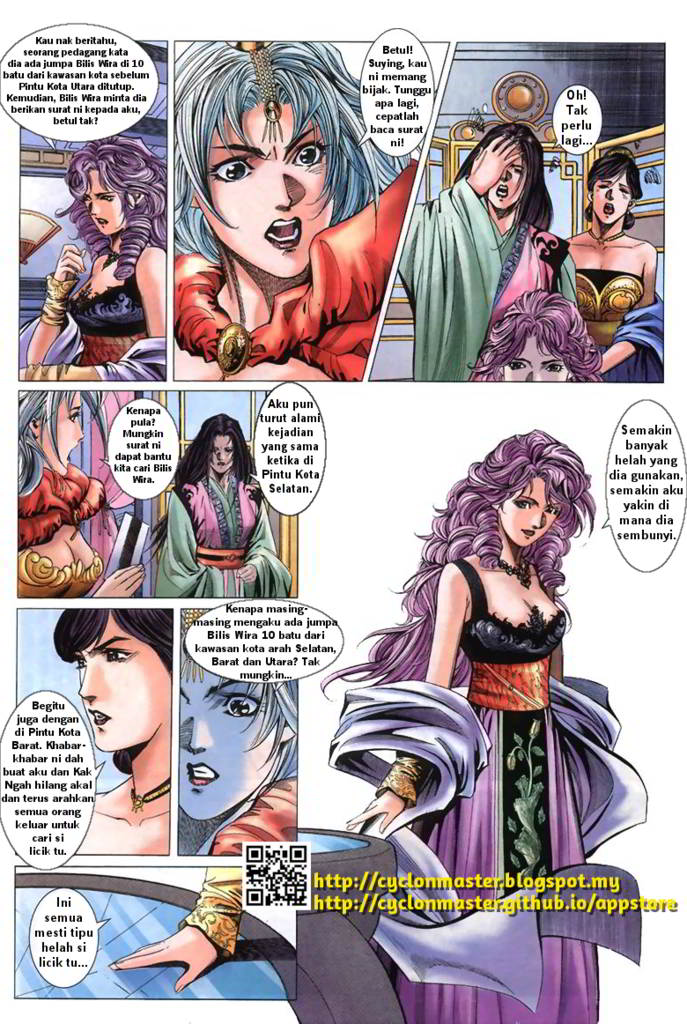 Kau nak beritahu,
seorang pedagang kata
dia ada jumpa Bilis Wira di 10
batu dari kawasan kota sebelum
Pintu Kota Utara ditutup.
Kemudian, Bilis Wira minta dia
berikan surat ni kepada aku,
betul tak?
Betul!
Suying, kau
ni memang
bijak. Tunggu
apa lagi,
cepatlah
baca surat
ni!
Oh!
Tak
perlu
lagi...
Kenapa
pula?
Mungkin
surat ni
dapat bantu
kita cari Bilis
Wira.
Aku pun
turut alami
kejadian
yang sama
ketika di
Pintu Kota
Selatan.
Semakin
banyak
helah yang
dia gunakan,
semakin aku
yakin di
mana dia
sembunyi.
Begitu
juga dengan
di Pintu Kota
Barat. Khabar-
khabar ni dah
buat aku dan Kak
Ngah hilang akal
dan terus arahkan
semua orang
keluar untuk
cari si
licik tu.
Kenapa masing-
masing mengaku ada jumpa
Bilis Wira 10 batu dari
kawasan kota arah Selatan,
Barat dan Utara? Tak
mungkin...
Ini
semua
mesti tipu
helah si
licik tu...
http://cyclonmaster.blogspot.my
http://cyclonmaster.github.io/appstore